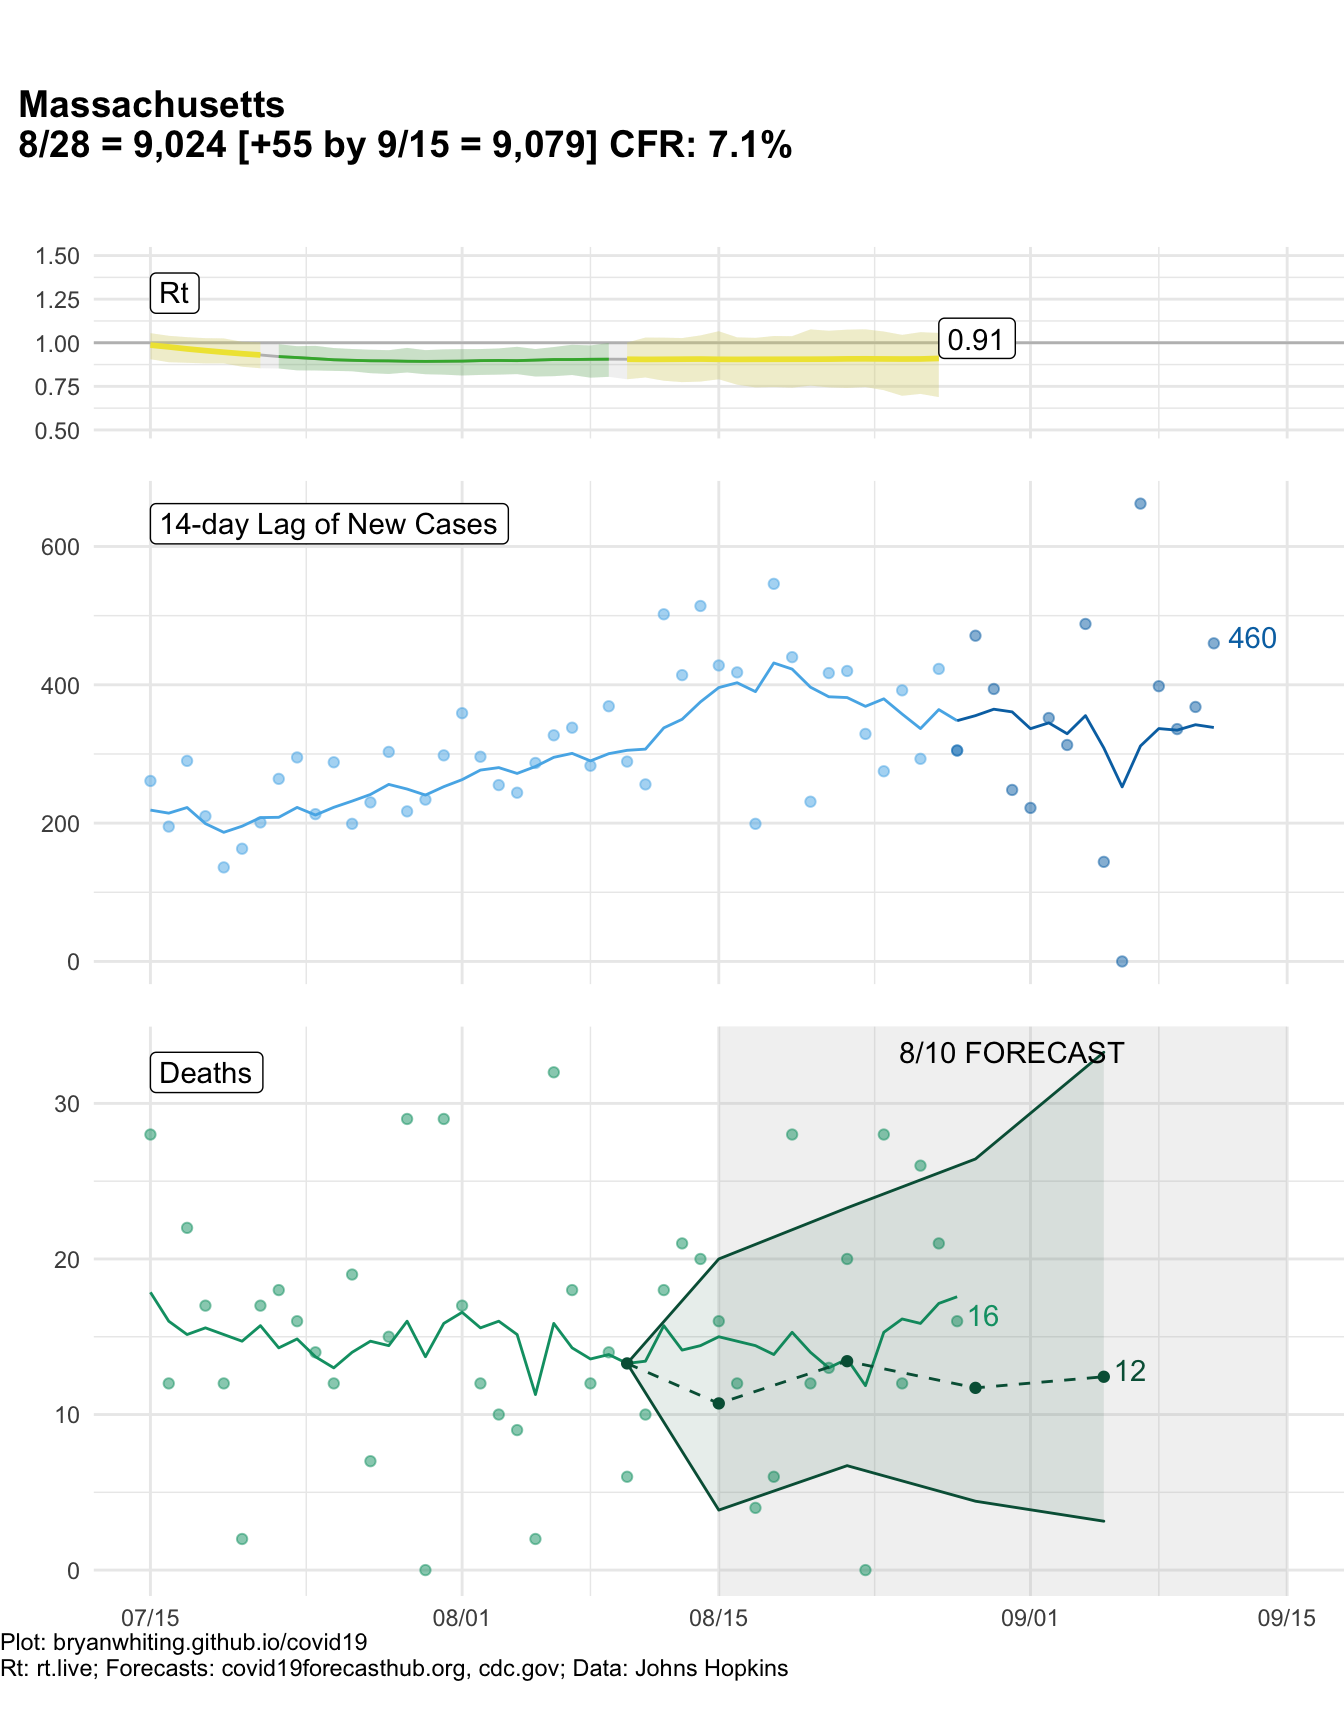 Massachusetts
8/28 = 9,024 [+55 by 9/15 = 9,079] CFR: 7.1%
1.50
Rt
1.25
1.00
0.91
0.75
0.50
14-day Lag of New Cases
600
460
400
200
0
8/10 FORECAST
Deaths
30
20
16
12
10
0
07/15 08/01 08/15 09/01 09/15
Plot: bryanwhiting.github.io/covid19
Rt: rt.live; Forecasts: covid19forecasthub.org, cdc.gov; Data: Johns Hopkins